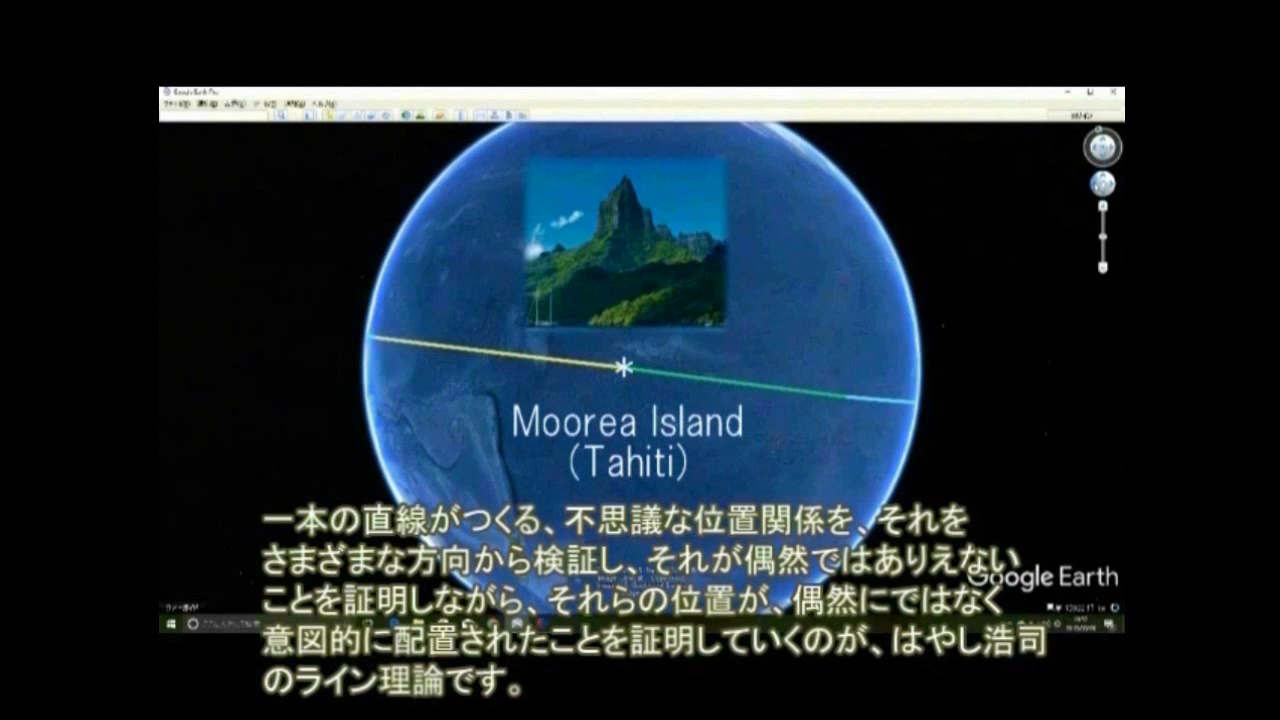 Google Earth Pro
Moorea Island
(Tahiti)
一本の直線がつくる、不思議な位置関係を、それを
さまざまな方向から検証し、それが偶然ではありえない
Google Earth
ことを証明しながら、それらの位置が、偶然にではなく
意図的に配置されたことを証明していくのが、はやし浩司
のライン理論です。